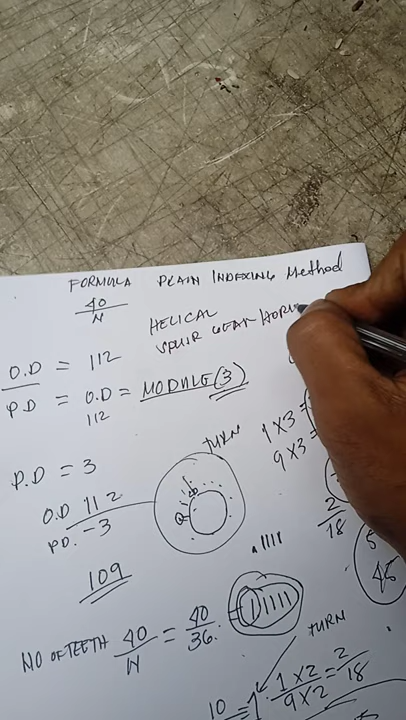 FORMULA PLAIN INDEXING Method
40
N
HELICAL
SPUR GEAR
O.D = 112
P.D = O.D = MODULE (3)
112
TURN
1 X 3 =
9 X 3 =
P.D = 3
O.D 112
P.D. -3
109
2
18
45
NO OF TEETH 40 = 40
N 36.
TURN
10 = 1 1 X 2 = 2
9 X 2 18